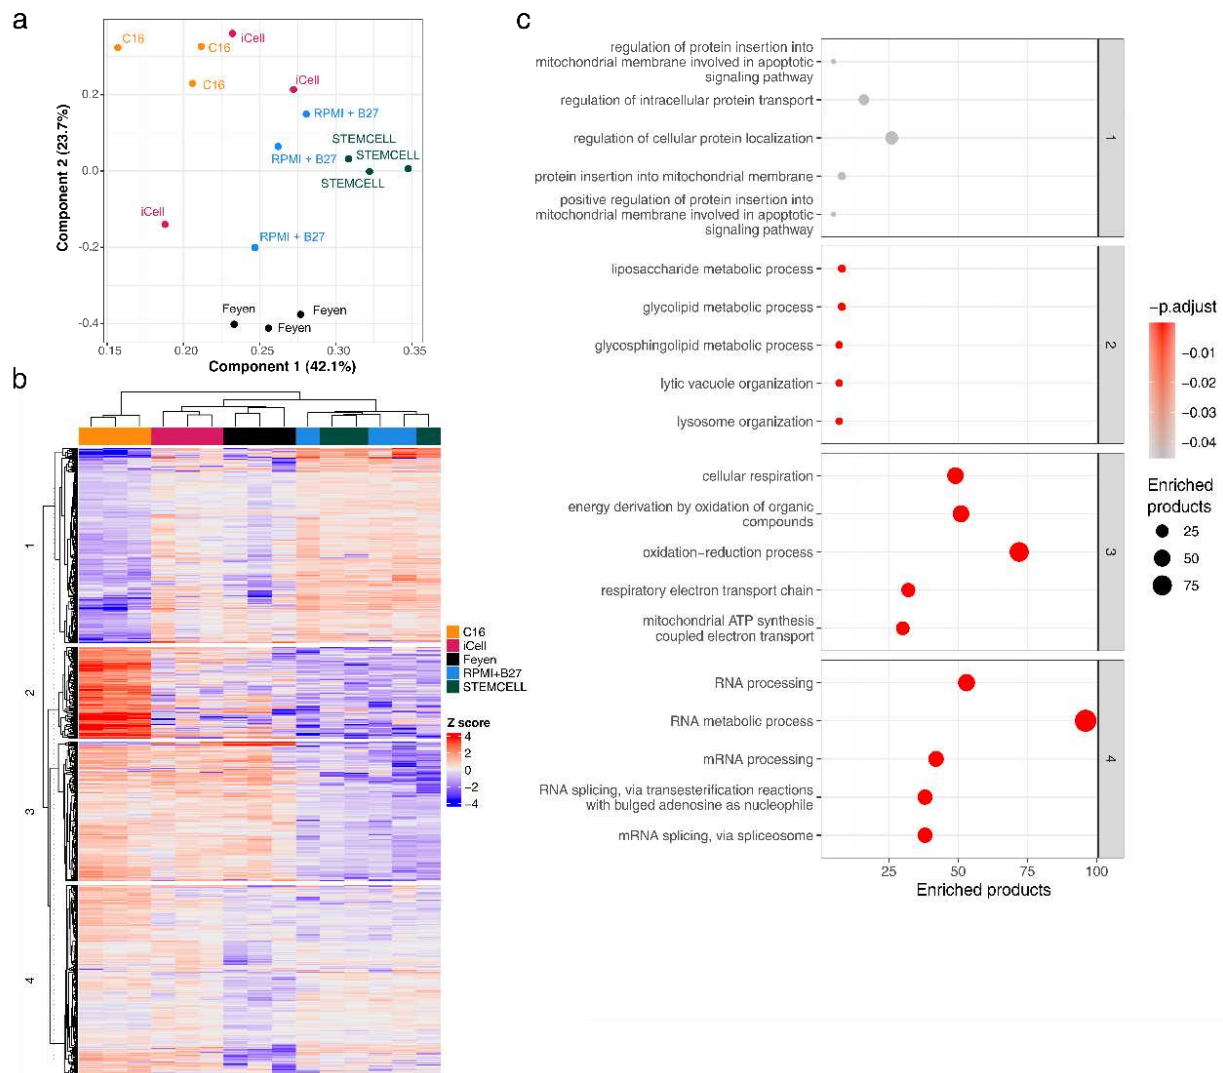 a
C16
C16
iCell
C16
iCell
RPMI + B27
STEMCELL
RPMI + B27
STEMCELL
STEMCELL
iCell
RPMI + B27
Feyen
Feyen
Feyen
0.2
0.0
-0.2
-0.4
Component 2 (23.7%)
0.15
0.20
0.25
0.30
0.35
Component 1 (42.1%)
b
1
2
3
4
C16
iCell
Feyen
RPMI+B27
STEMCELL
Z score
4
2
0
−2
−4
c
regulation of protein insertion into
mitochondrial membrane involved in apoptotic
signaling pathway
regulation of intracellular protein transport
regulation of cellular protein localization
protein insertion into mitochondrial membrane
positive regulation of protein insertion into
mitochondrial membrane involved in apoptotic
signaling pathway
1
liposaccharide metabolic process
glycolipid metabolic process
glycosphingolipid metabolic process
lytic vacuole organization
lysosome organization
2
cellular respiration
energy derivation by oxidation of organic
compounds
oxidation−reduction process
respiratory electron transport chain
mitochondrial ATP synthesis
coupled electron transport
3
RNA processing
RNA metabolic process
mRNA processing
RNA splicing, via transesterification reactions
with bulged adenosine as nucleophile
mRNA splicing, via spliceosome
4
25
50
75
100
Enriched products
−p.adjust
−0.01
−0.02
−0.03
−0.04
Enriched
products
25
50
75